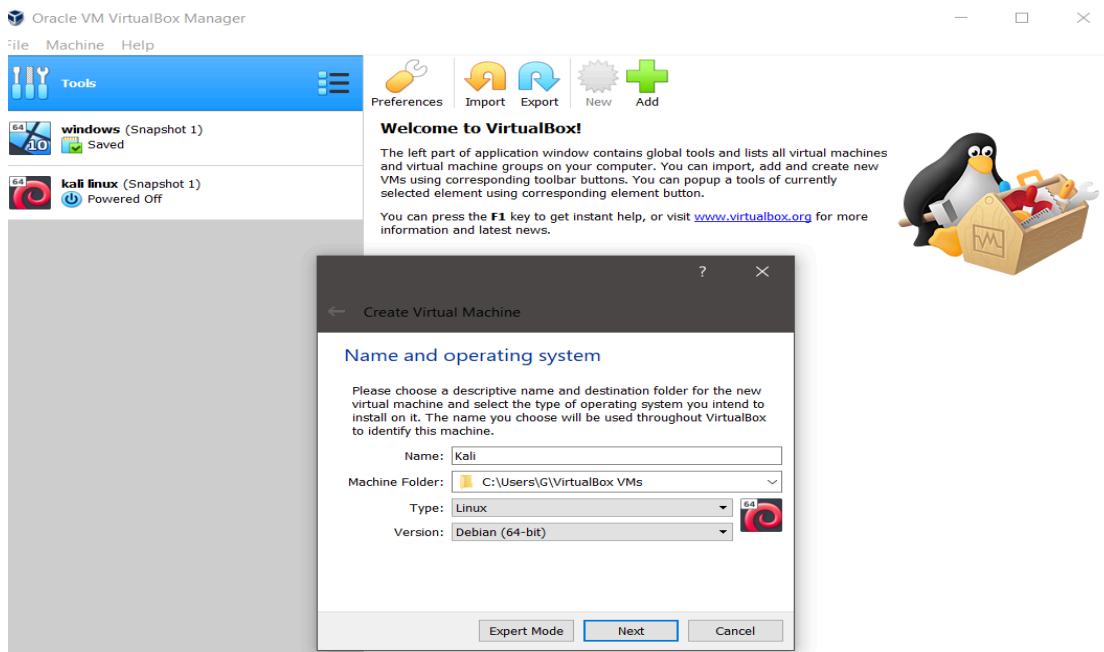 Oracle VM VirtualBox Manager
File Machine Help
Tools
Preferences Import Export New Add
64 10 windows (Snapshot 1)
Saved
64 kali linux (Snapshot 1)
Powered Off
Welcome to VirtualBox!
The left part of application window contains global tools and lists all virtual machines
and virtual machine groups on your computer. You can import, add and create new
VMs using corresponding toolbar buttons. You can popup a tools of currently
selected element using corresponding element button.
You can press the F1 key to get instant help, or visit www.virtualbox.org for more
information and latest news.
?
Create Virtual Machine
Name and operating system
Please choose a descriptive name and destination folder for the new
virtual machine and select the type of operating system you intend to
install on it. The name you choose will be used throughout VirtualBox
to identify this machine.
Name: Kali
Machine Folder: C:\Users\G\VirtualBox VMs
Type: Linux
64
Version: Debian (64-bit)
Expert Mode Next Cancel